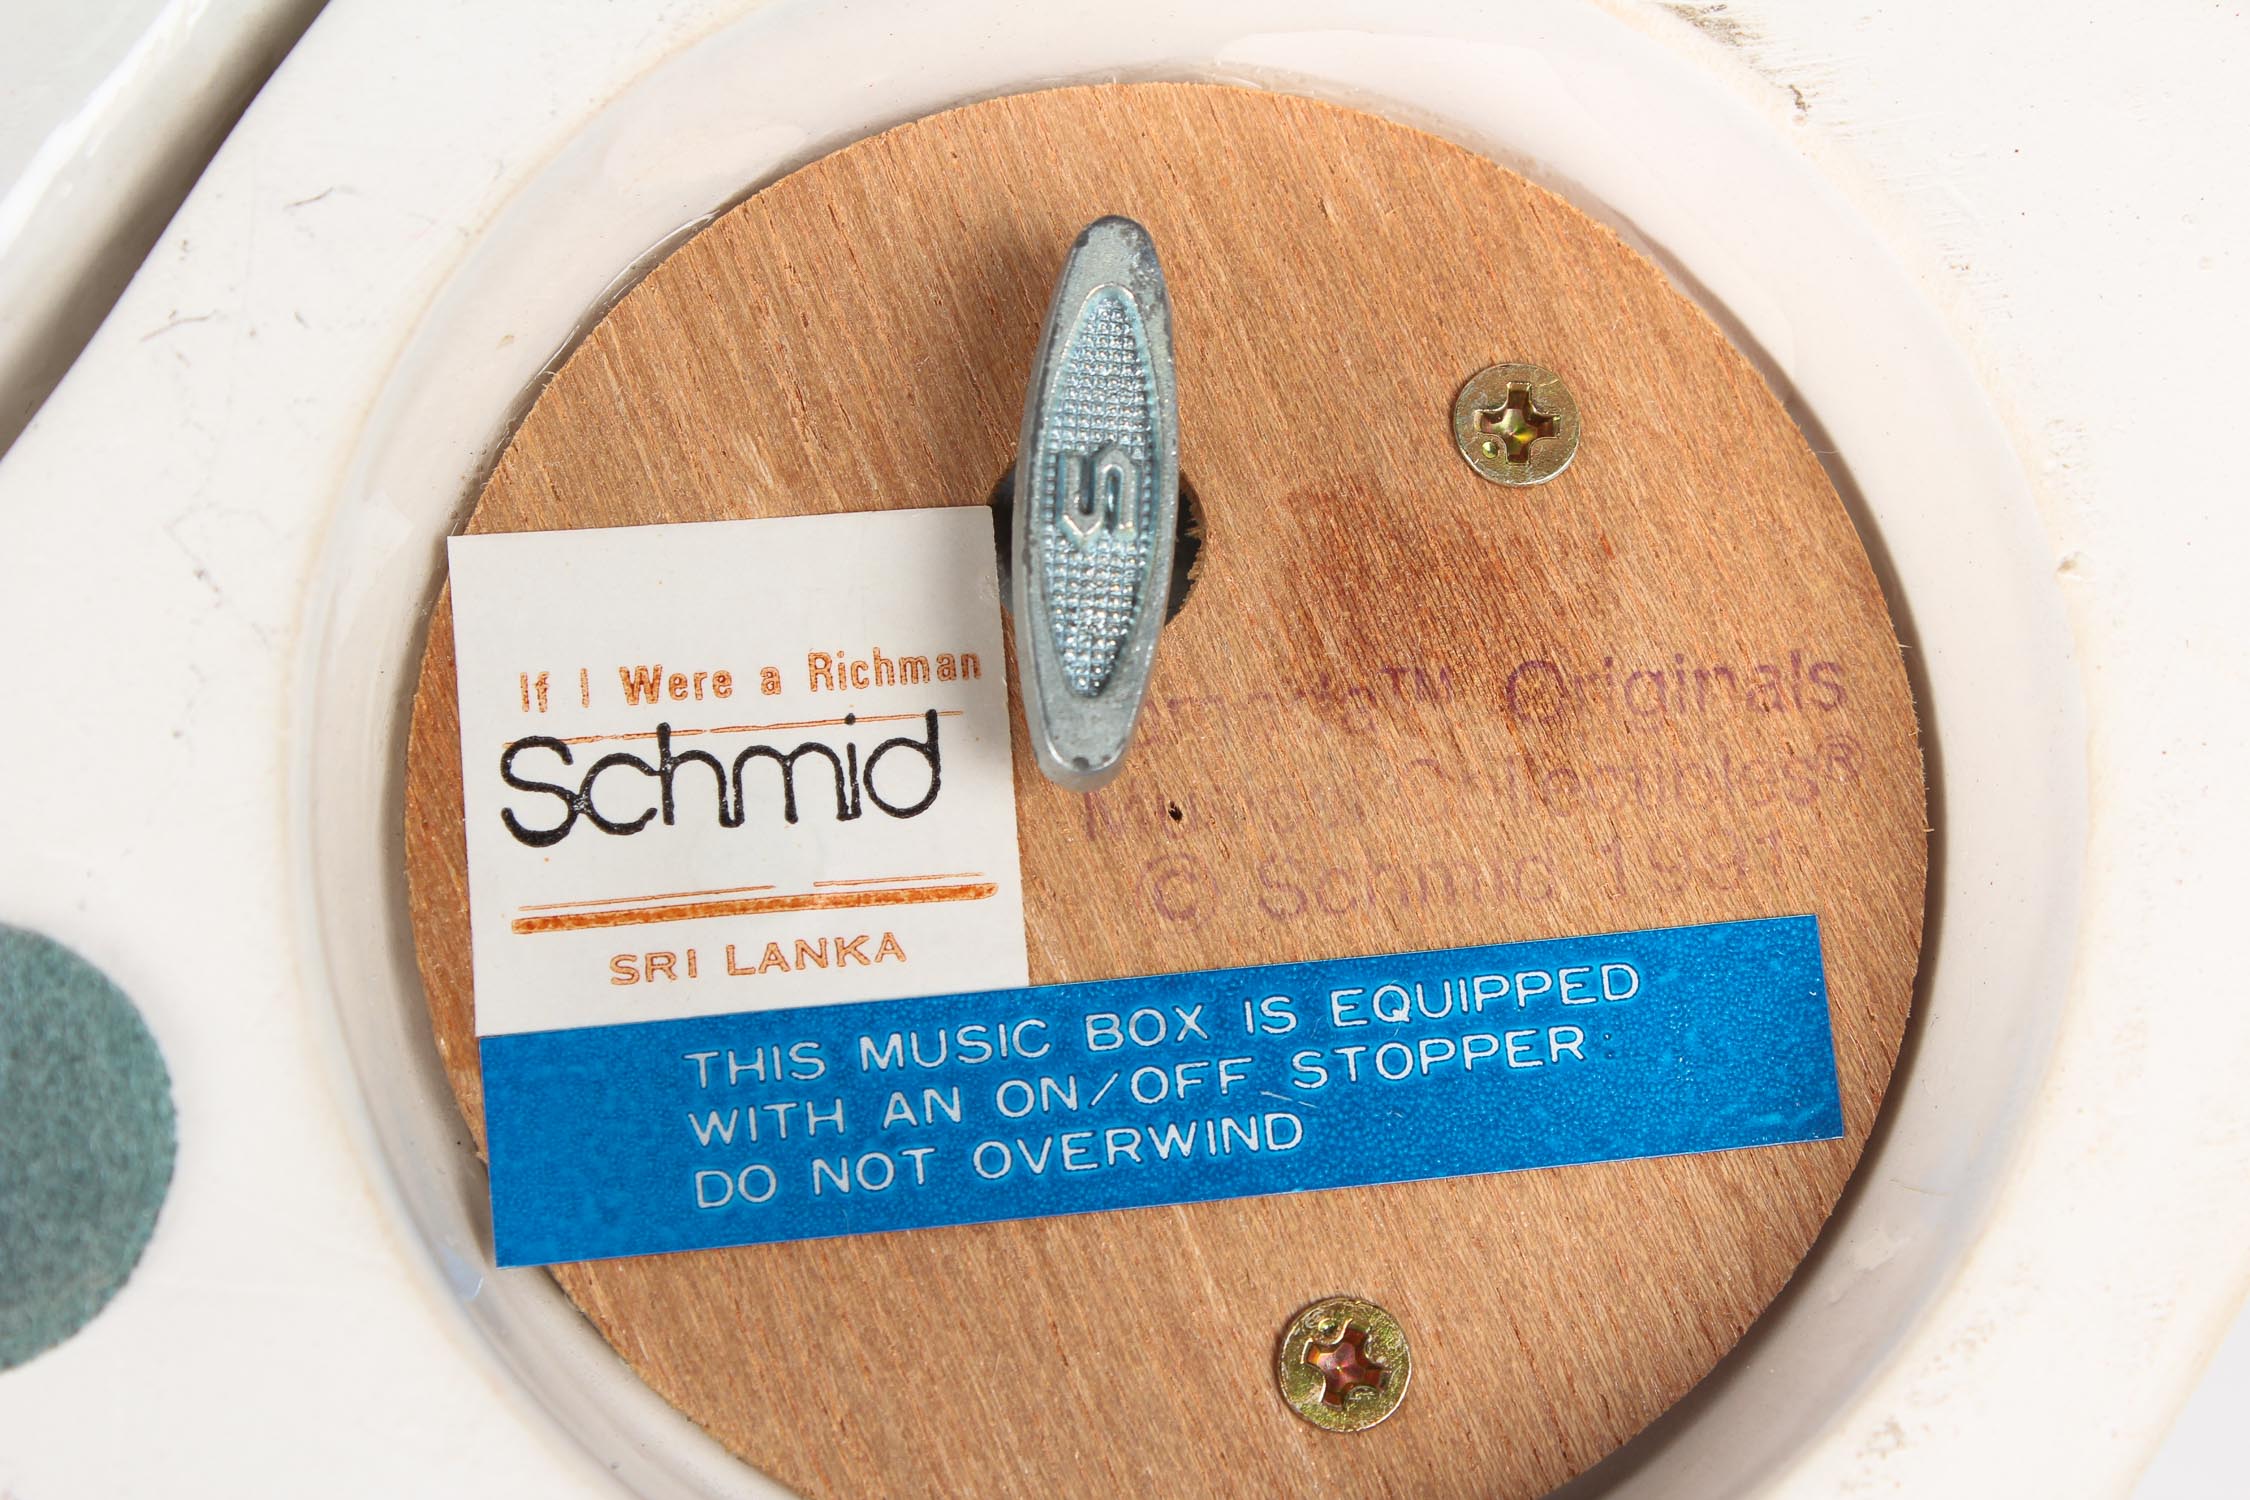 S
If I Were a Richman
Schmid
SRI LANKA
Originals
© Schmid 1991
THIS MUSIC BOX IS EQUIPPED
WITH AN ON/OFF STOPPER
DO NOT OVERWIND